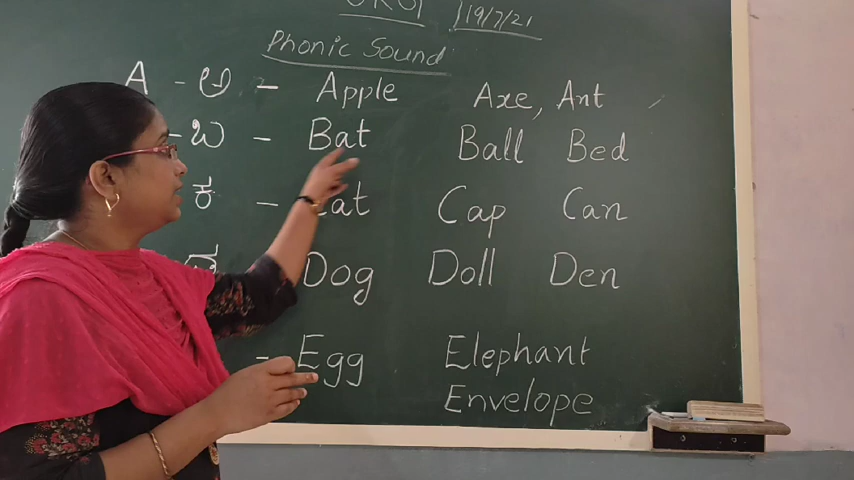 19/7/21
Phonic Sound
A - ಅ - Apple Axe, Ant
- ಬ - Bat Ball Bed
ಕ - Cat Cap Can
ಡ Dog Doll Den
- Egg Elephant
Envelope